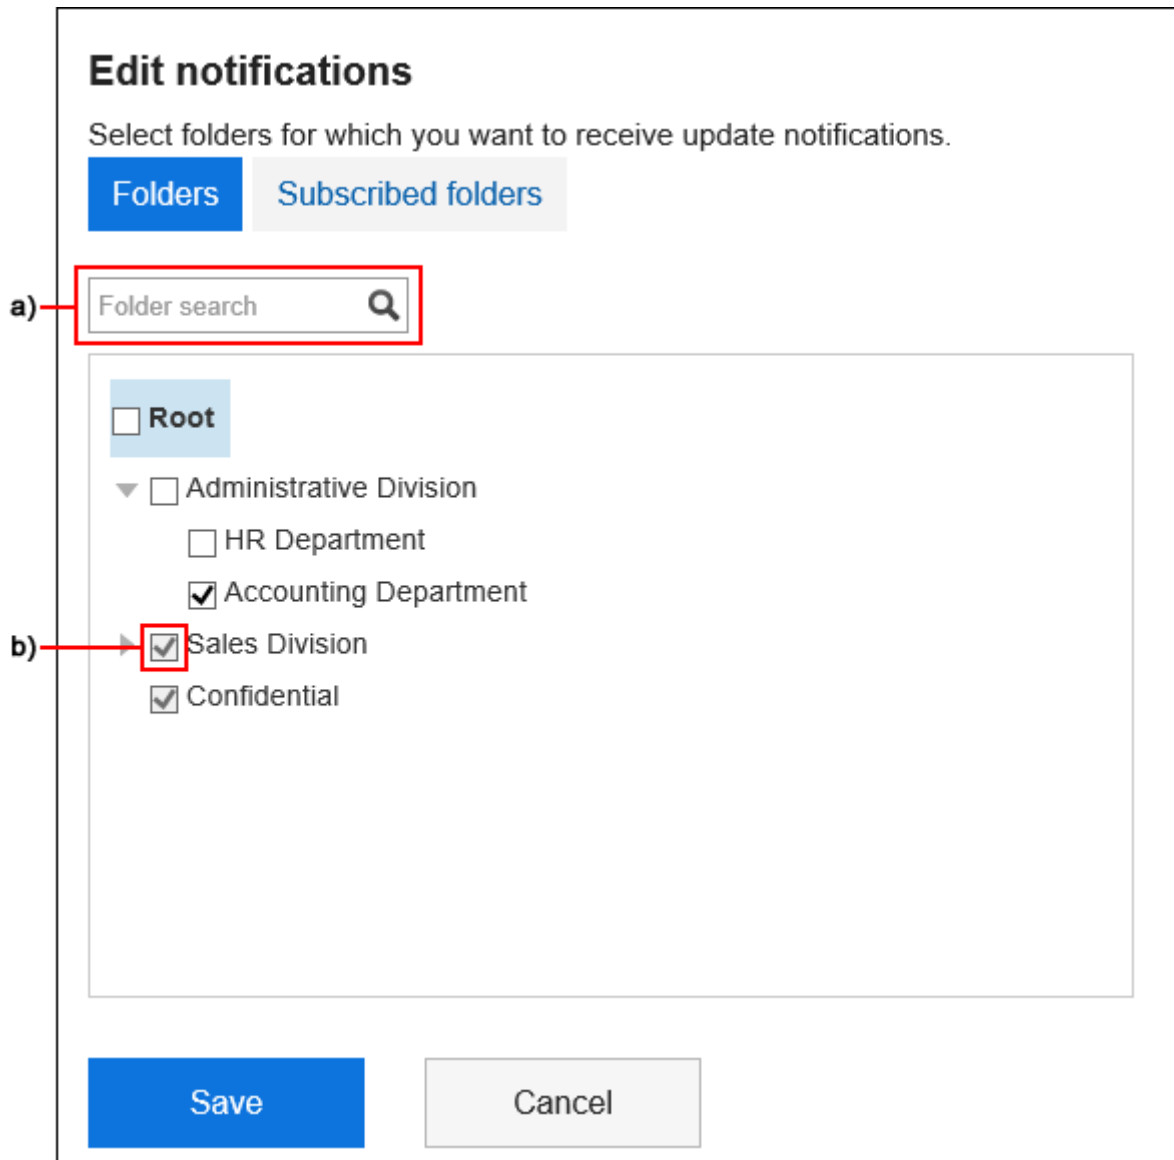 Edit notifications
Select folders for which you want to receive update notifications.
Folders Subscribed folders
a) Folder search
Root
Administrative Division
HR Department
Accounting Department
b) Sales Division
Confidential
Save Cancel